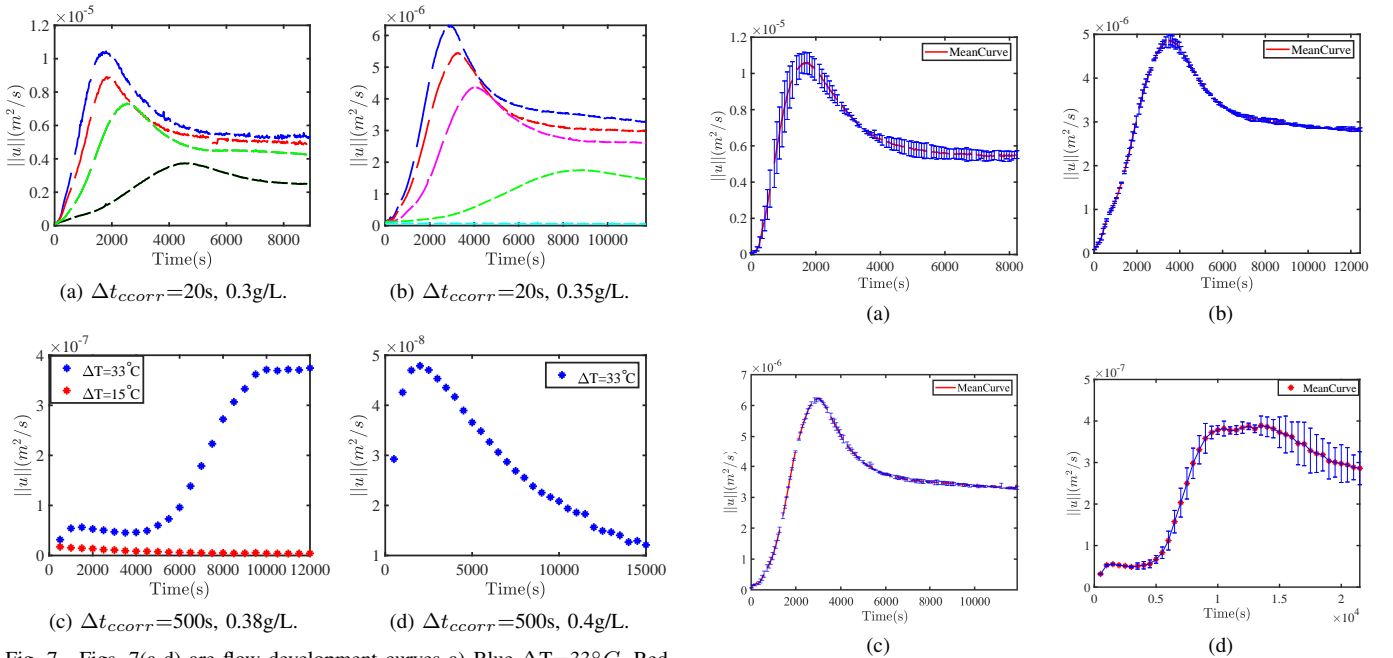 ×10⁻⁵
1.2
1
0.8
0.6
0.4
0.2
0
||u||(m²/s)
0 2000 4000 6000 8000
Time(s)
(a) Δt_ccorr=20s, 0.3g/L.
×10⁻⁶
6
5
4
3
2
1
0
||u||(m²/s)
0 2000 4000 6000 8000 10000
Time(s)
(b) Δt_ccorr=20s, 0.35g/L.
×10⁻⁷
4
3
2
1
0
||u||(m²/s)
ΔT=33°C
ΔT=15°C
0 2000 4000 6000 8000 10000 12000
Time(s)
(c) Δt_ccorr=500s, 0.38g/L.
×10⁻⁸
5
4
3
2
1
||u||(m²/s)
ΔT=33°C
0 5000 10000 15000
Time(s)
(d) Δt_ccorr=500s, 0.4g/L.
×10⁻⁵
1.2
1
0.8
0.6
0.4
0.2
0
||u||(m²/s)
MeanCurve
0 2000 4000 6000 8000
Time(s)
(a)
×10⁻⁶
5
4
3
2
1
0
||u||(m²/s)
MeanCurve
0 2000 4000 6000 8000 10000 12000
Time(s)
(b)
×10⁻⁶
7
6
5
4
3
2
1
0
||u||(m²/s)
MeanCurve
0 2000 4000 6000 8000 10000
Time(s)
(c)
×10⁻⁷
5
4
3
2
1
0
||u||(m²/s)
MeanCurve
0 0.5 1 1.5 2
×10⁴
Time(s)
(d)
Fig. 7. Figs. 7(a-d) are flow development curves a) Blue ΔT=33°C, Red